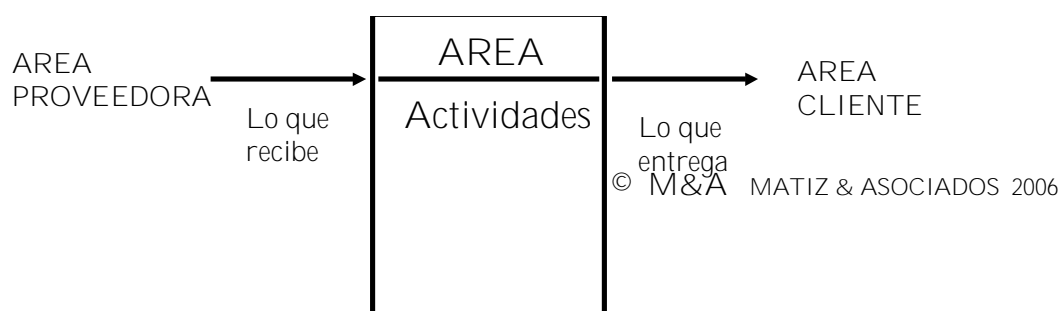 AREA
PROVEEDORA
Lo que
recibe
AREA
Actividades
Lo que
entrega
AREA
CLIENTE
© M&A MATIZ & ASOCIADOS 2006